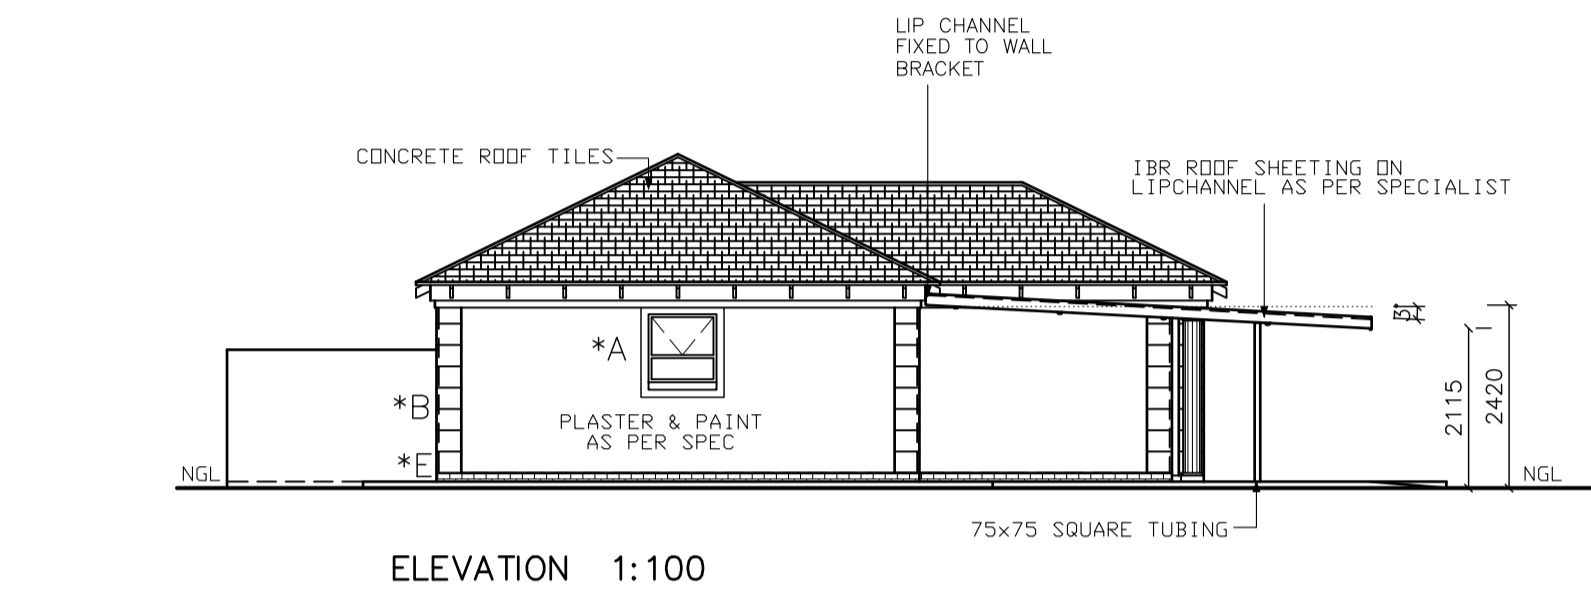 LIP CHANNEL
FIXED TO WALL
BRACKET
CONCRETE ROOF TILES
IBR ROOF SHEETING ON
LIPCHANNEL AS PER SPECIALIST
*A
*B
*E
PLASTER & PAINT
AS PER SPEC
2115
2420
NGL
NGL
75x75 SQUARE TUBING
ELEVATION 1:100